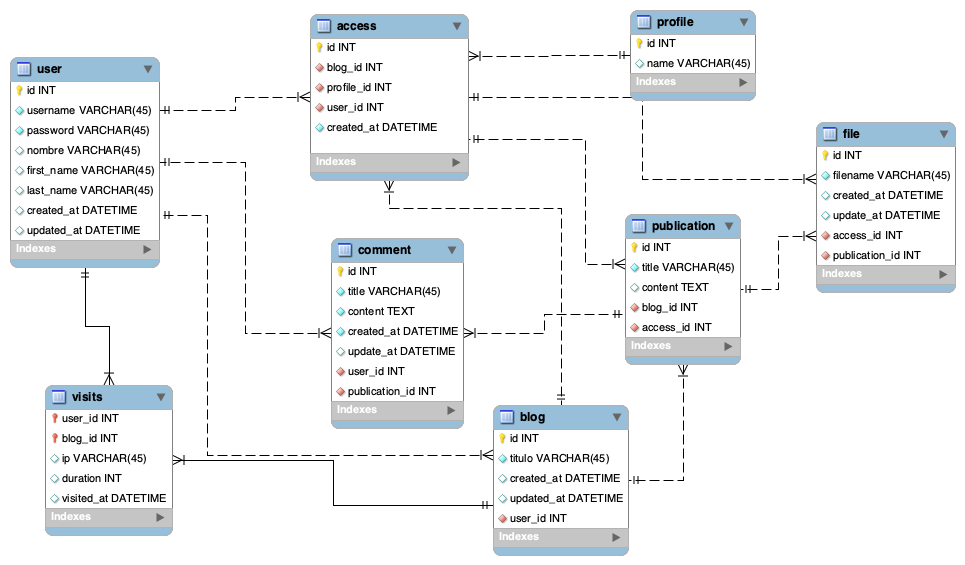 user
id INT
username VARCHAR(45)
password VARCHAR(45)
nombre VARCHAR(45)
first_name VARCHAR(45)
last_name VARCHAR(45)
created_at DATETIME
updated_at DATETIME
Indexes
access
id INT
blog_id INT
profile_id INT
user_id INT
created_at DATETIME
Indexes
profile
id INT
name VARCHAR(45)
Indexes
file
id INT
filename VARCHAR(45)
created_at DATETIME
update_at DATETIME
access_id INT
publication_id INT
Indexes
publication
id INT
title VARCHAR(45)
content TEXT
blog_id INT
access_id INT
Indexes
comment
id INT
title VARCHAR(45)
content TEXT
created_at DATETIME
update_at DATETIME
user_id INT
publication_id INT
Indexes
visits
user_id INT
blog_id INT
ip VARCHAR(45)
duration INT
visited_at DATETIME
Indexes
blog
id INT
titulo VARCHAR(45)
created_at DATETIME
updated_at DATETIME
user_id INT
Indexes